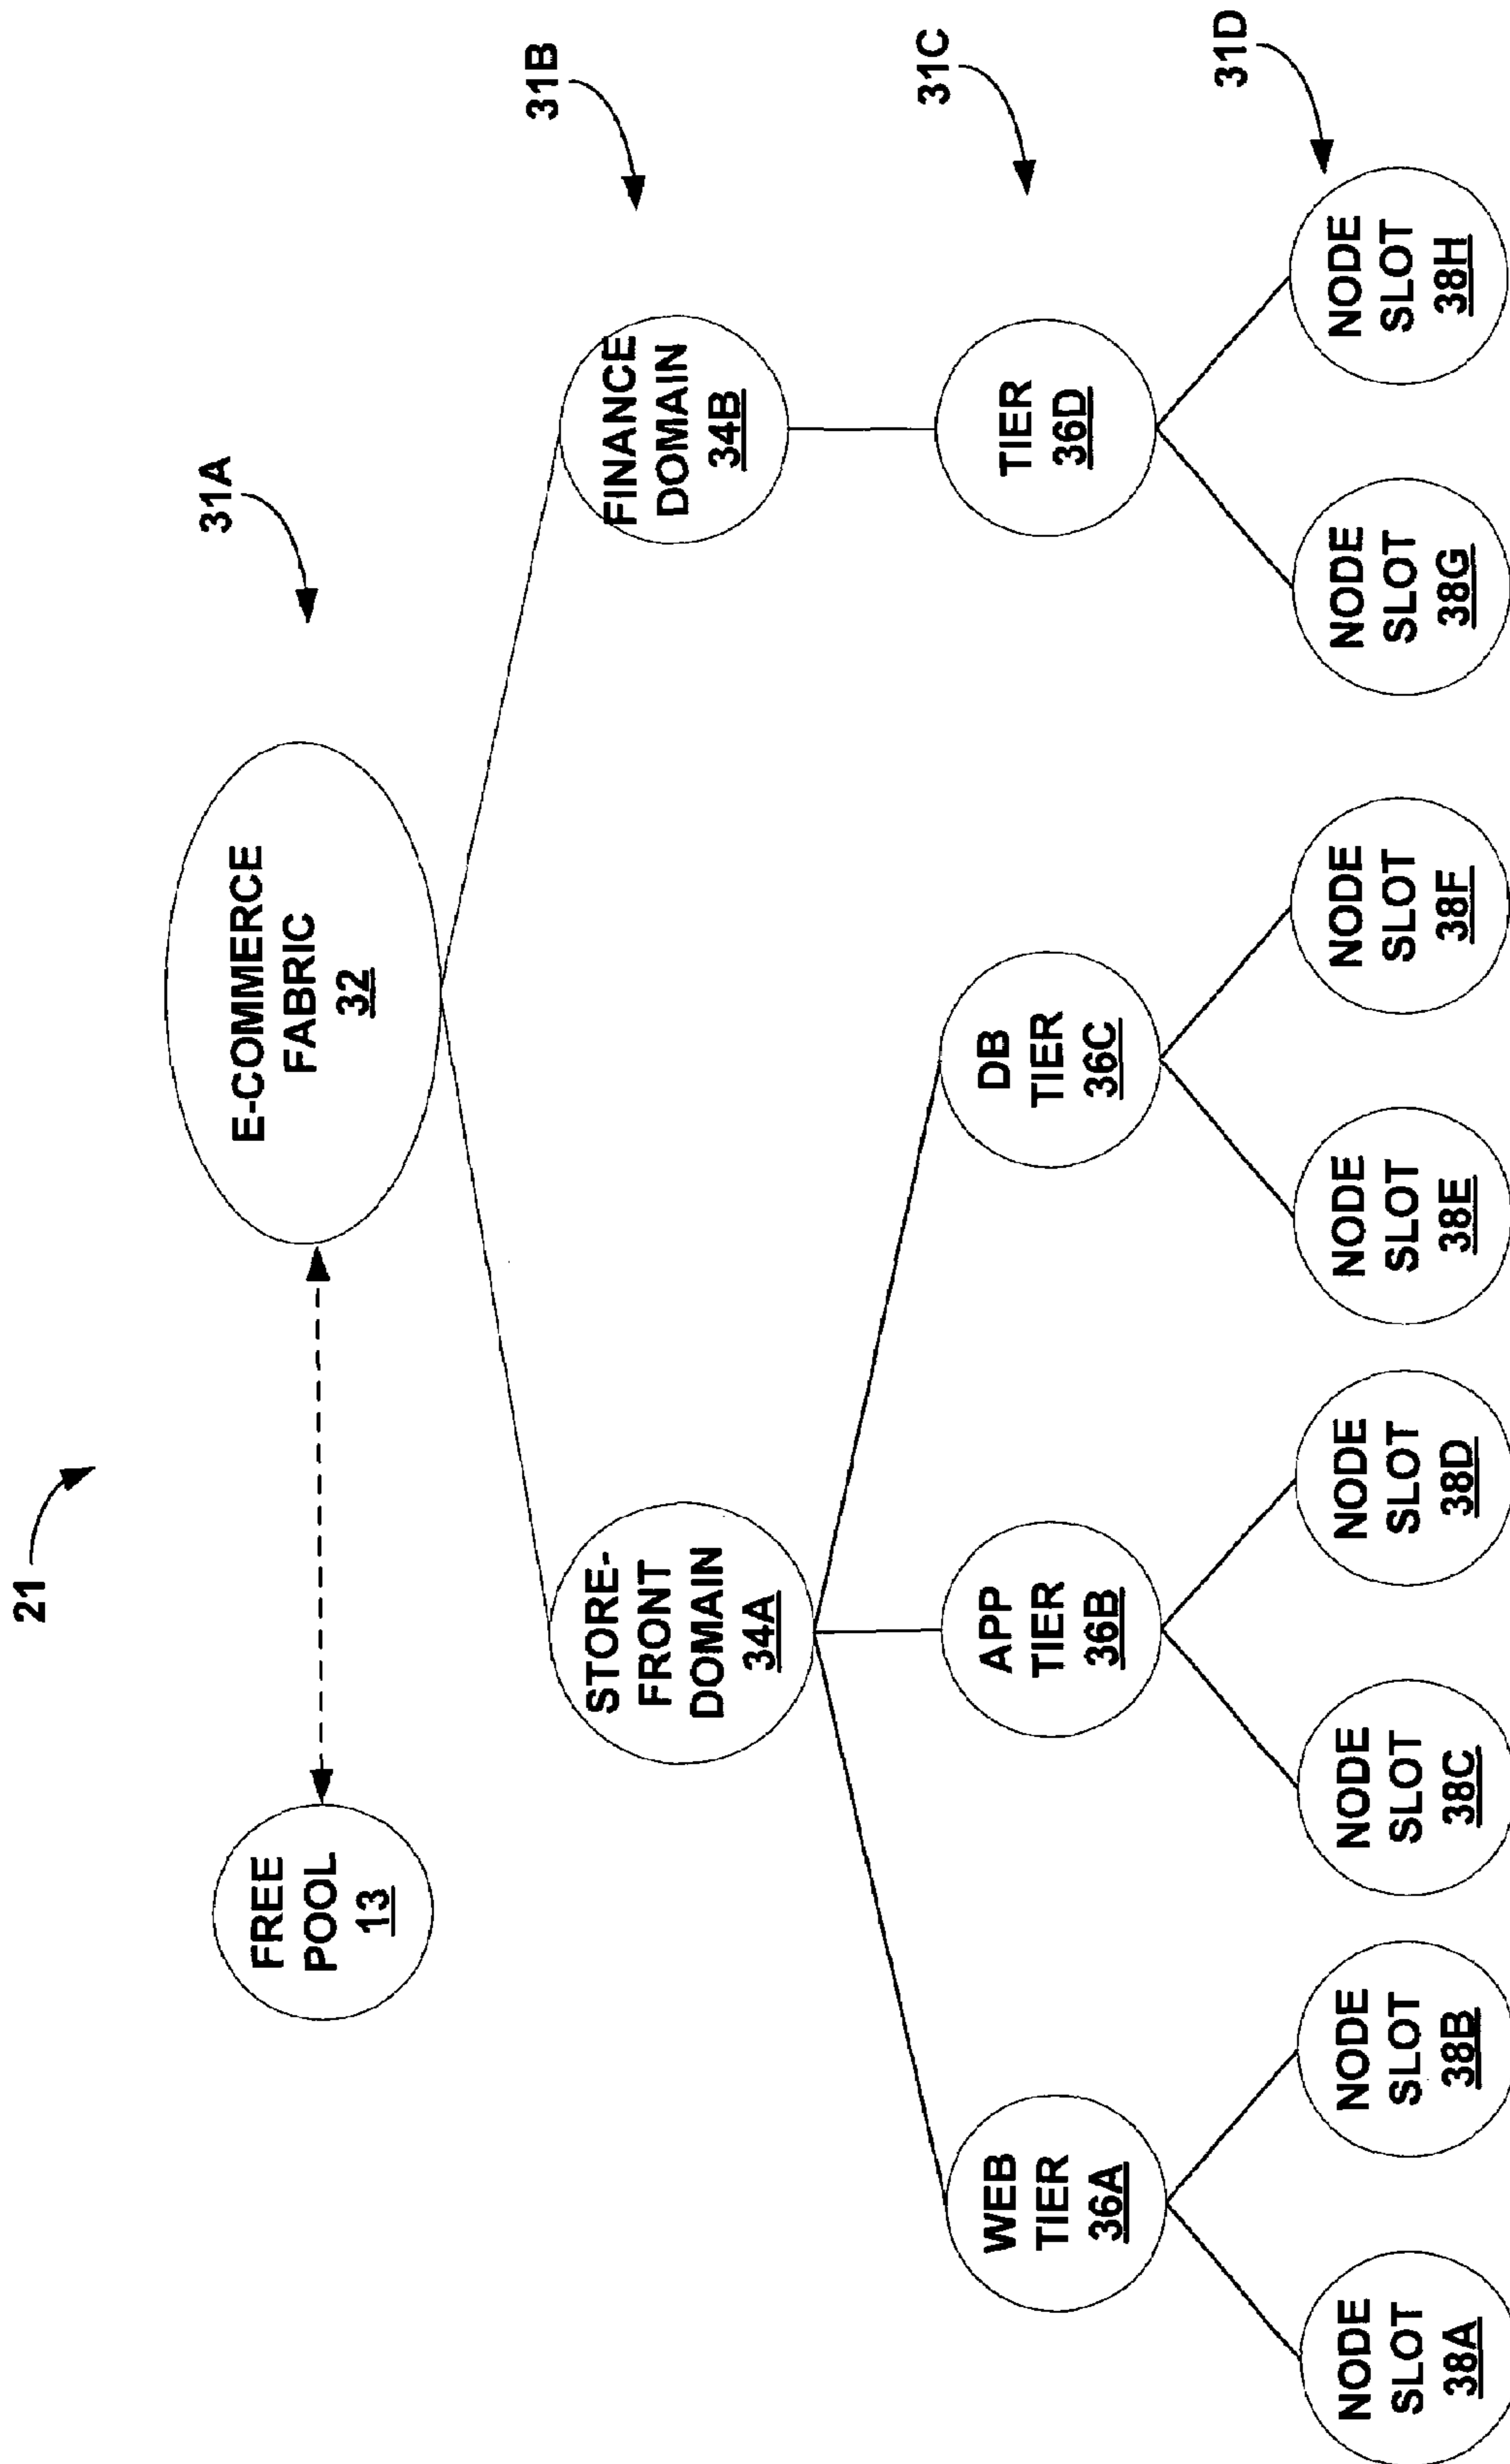 21
31A
FREE
POOL
13
E-COMMERCE
FABRIC
32
31B
STORE-
FRONT
DOMAIN
34A
FINANCE
DOMAIN
34B
31C
WEB
TIER
36A
APP
TIER
36B
DB
TIER
36C
TIER
36D
31D
NODE
SLOT
38A
NODE
SLOT
38B
NODE
SLOT
38C
NODE
SLOT
38D
NODE
SLOT
38E
NODE
SLOT
38F
NODE
SLOT
38G
NODE
SLOT
38H